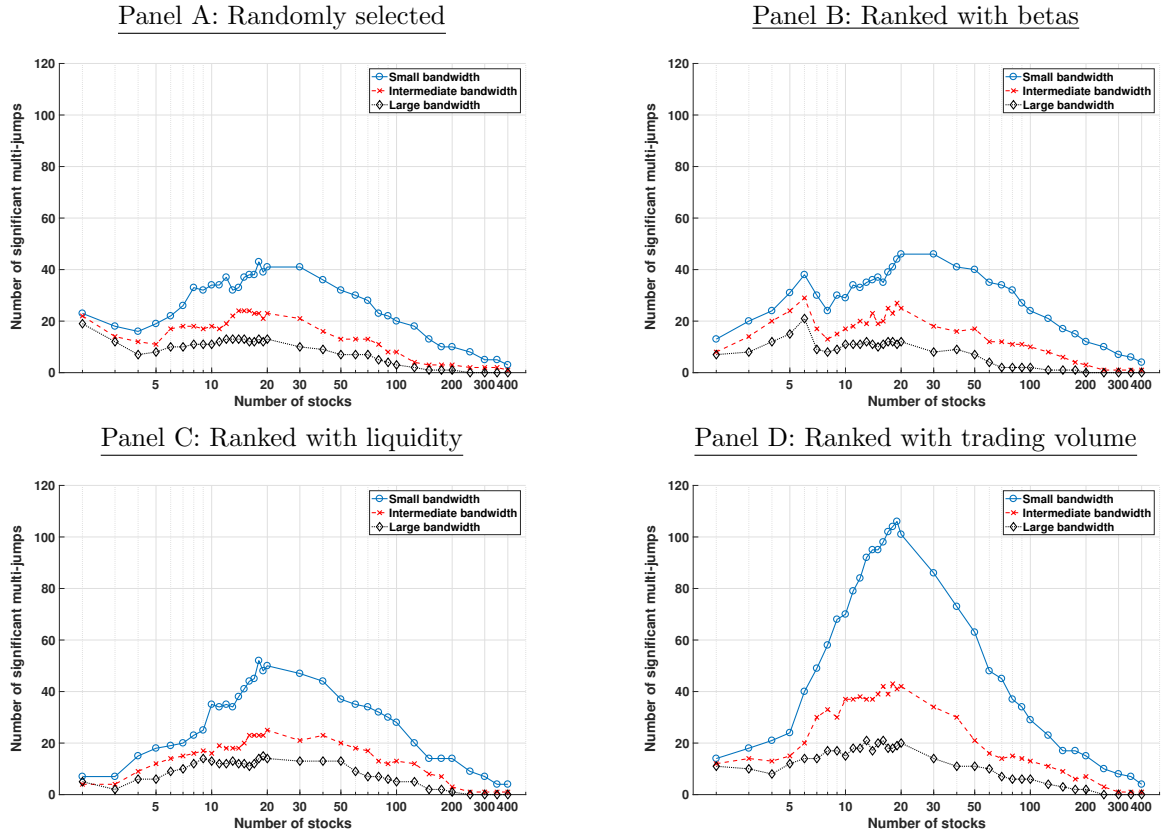 Panel A: Randomly selected
120
100
80
60
40
20
0
Number of significant multi-jumps
Small bandwidth
Intermediate bandwidth
Large bandwidth
5 10 20 30 50 100 200 300 400
Number of stocks
Panel B: Ranked with betas
120
100
80
60
40
20
0
Number of significant multi-jumps
Small bandwidth
Intermediate bandwidth
Large bandwidth
5 10 20 30 50 100 200 300 400
Number of stocks
Panel C: Ranked with liquidity
120
100
80
60
40
20
0
Number of significant multi-jumps
Small bandwidth
Intermediate bandwidth
Large bandwidth
5 10 20 30 50 100 200 300 400
Number of stocks
Panel D: Ranked with trading volume
120
100
80
60
40
20
0
Number of significant multi-jumps
Small bandwidth
Intermediate bandwidth
Large bandwidth
5 10 20 30 50 100 200 300 400
Number of stocks